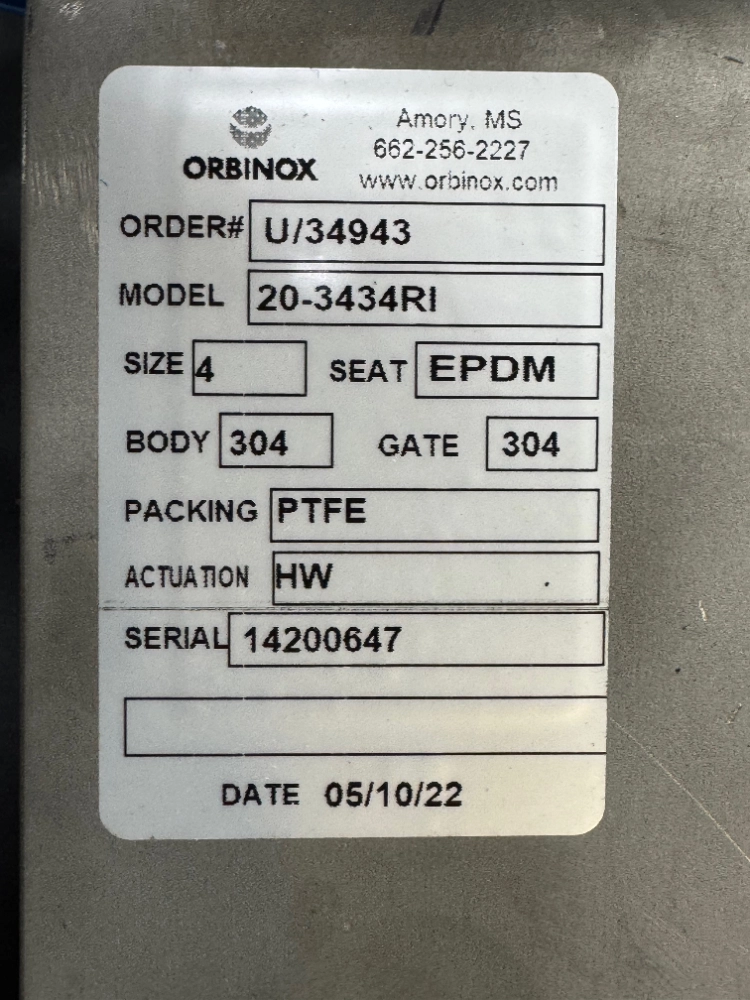 ORBINOX
Amory, MS
662-256-2227
www.orbinox.com
ORDER# U/34943
MODEL 20-3434RI
SIZE 4 SEAT EPDM
BODY 304 GATE 304
PACKING PTFE
ACTUATION HW
SERIAL 14200647
DATE 05/10/22